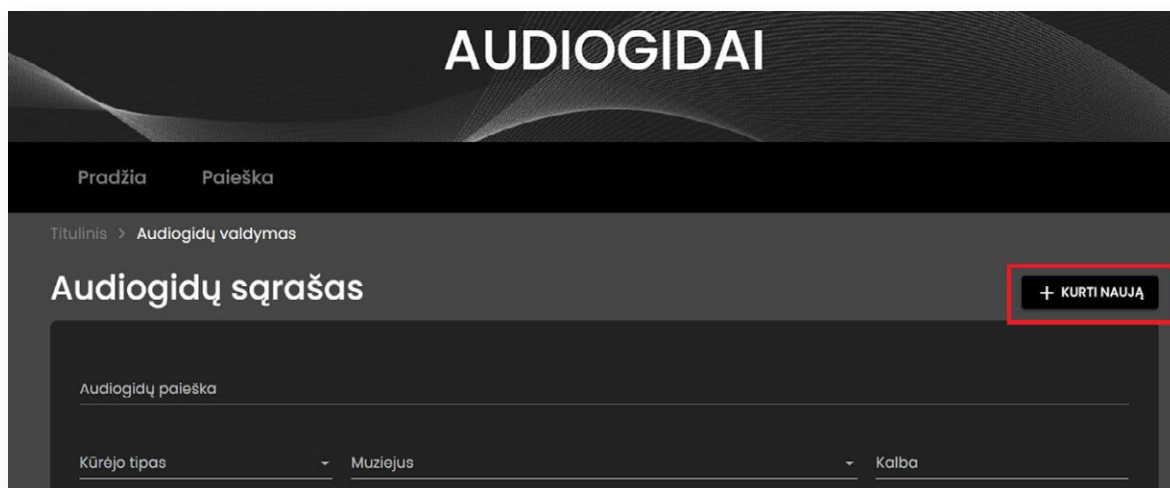 AUDIOGIDAI
Pradžia Paieška
Titulinis > Audiogidų valdymas
Audiogidų sąrašas
+ KURTI NAUJĄ
Audiogidų paieška
Kūrėjo tipas Muziejus Kalba